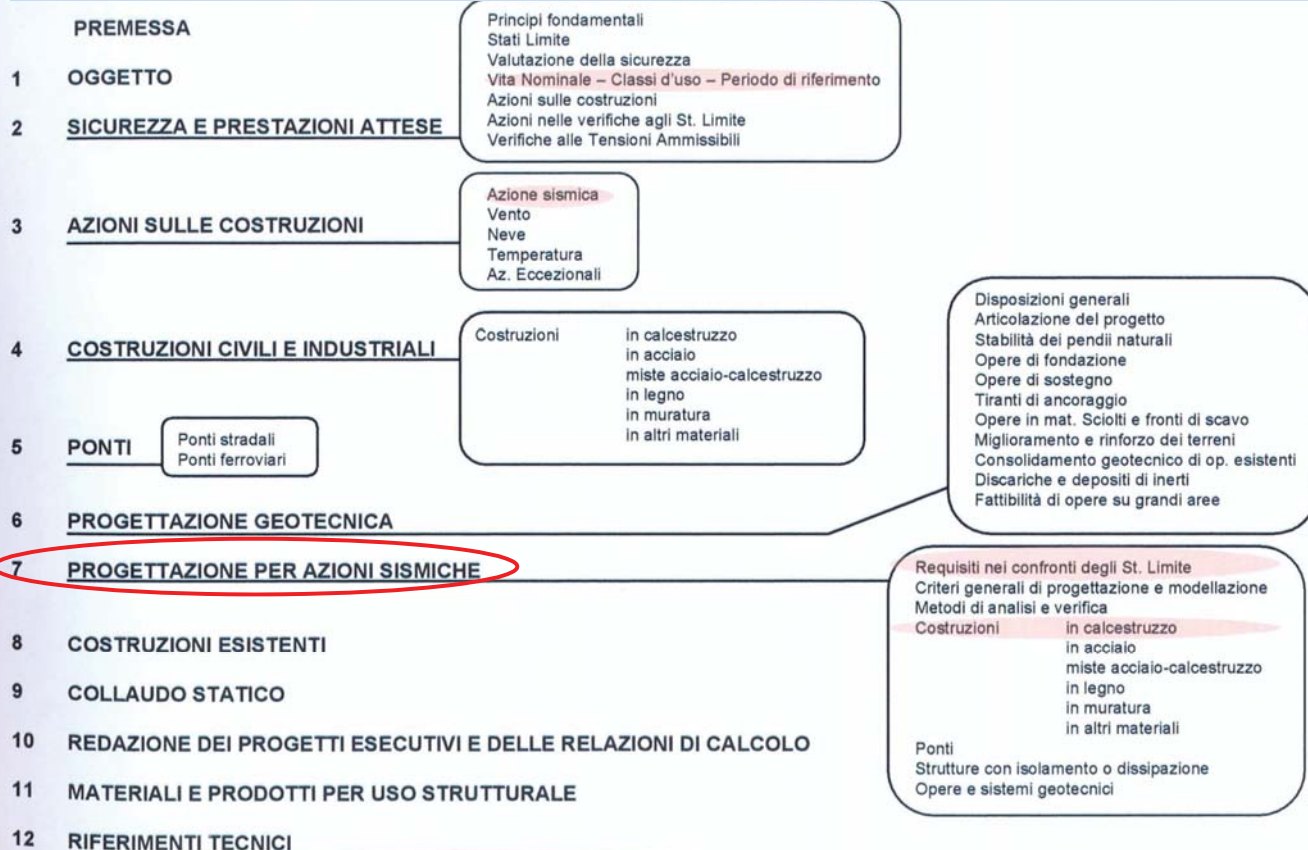 PREMESSA
1 OGGETTO
2 SICUREZZA E PRESTAZIONI ATTESE
Principi fondamentali
Stati Limite
Valutazione della sicurezza
Vita Nominale – Classi d'uso – Periodo di riferimento
Azioni sulle costruzioni
Azioni nelle verifiche agli St. Limite
Verifiche alle Tensioni Ammissibili
3 AZIONI SULLE COSTRUZIONI
Azione sismica
Vento
Neve
Temperatura
Az. Eccezionali
4 COSTRUZIONI CIVILI E INDUSTRIALI
Costruzioni in calcestruzzo
in acciaio
miste acciaio-calcestruzzo
in legno
in muratura
in altri materiali
5 PONTI
Ponti stradali
Ponti ferroviari
6 PROGETTAZIONE GEOTECNICA
Disposizioni generali
Articolazione del progetto
Stabilità dei pendii naturali
Opere di fondazione
Opere di sostegno
Tiranti di ancoraggio
Opere in mat. Sciolti e fronti di scavo
Miglioramento e rinforzo dei terreni
Consolidamento geotecnico di op. esistenti
Discariche e depositi di inerti
Fattibilità di opere su grandi aree
7 PROGETTAZIONE PER AZIONI SISMICHE
Requisiti nei confronti degli St. Limite
Criteri generali di progettazione e modellazione
Metodi di analisi e verifica
Costruzioni in calcestruzzo
in acciaio
miste acciaio-calcestruzzo
in legno
in muratura
in altri materiali
Ponti
Strutture con isolamento o dissipazione
Opere e sistemi geotecnici
8 COSTRUZIONI ESISTENTI
9 COLLAUDO STATICO
10 REDAZIONE DEI PROGETTI ESECUTIVI E DELLE RELAZIONI DI CALCOLO
11 MATERIALI E PRODOTTI PER USO STRUTTURALE
12 RIFERIMENTI TECNICI